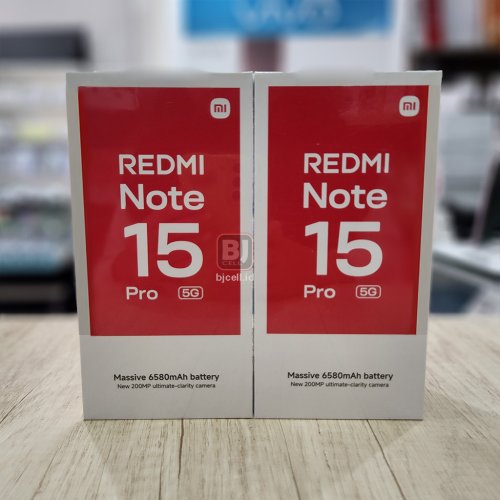 vivo
mi
REDMI
Note
15
Pro 5G
Massive 6580mAh battery
New 200MP ultimate-clarity camera
mi
REDMI
Note
15
Pro 5G
Massive 6580mAh battery
New 200MP ultimate-clarity camera
BJ
bjcell.id